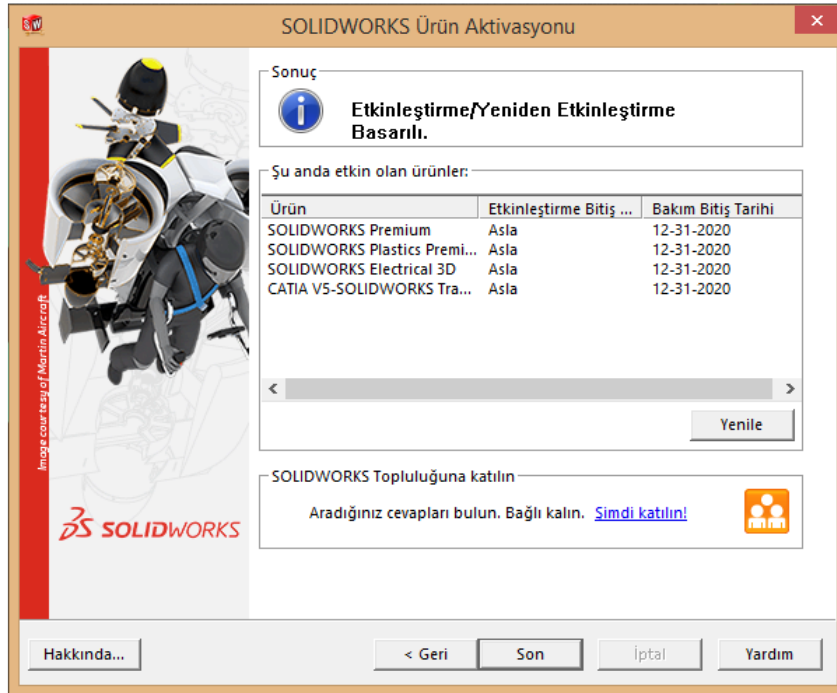 SOLIDWORKS Ürün Aktivasyonu
Sonuç
Etkinleştirme/Yeniden Etkinleştirme
Basarılı.
Şu anda etkin olan ürünler:
Ürün Etkinleştirme Bitiş ... Bakım Bitiş Tarihi
SOLIDWORKS Premium Asla 12-31-2020
SOLIDWORKS Plastics Premi... Asla 12-31-2020
SOLIDWORKS Electrical 3D Asla 12-31-2020
CATIA V5-SOLIDWORKS Tra... Asla 12-31-2020
Yenile
SOLIDWORKS Topluluğuna katılın
Aradığınız cevapları bulun. Bağlı kalın. Simdi katılın!
Image courtesy of Martin Aircraft
SOLIDWORKS
Hakkında... < Geri Son İptal Yardım